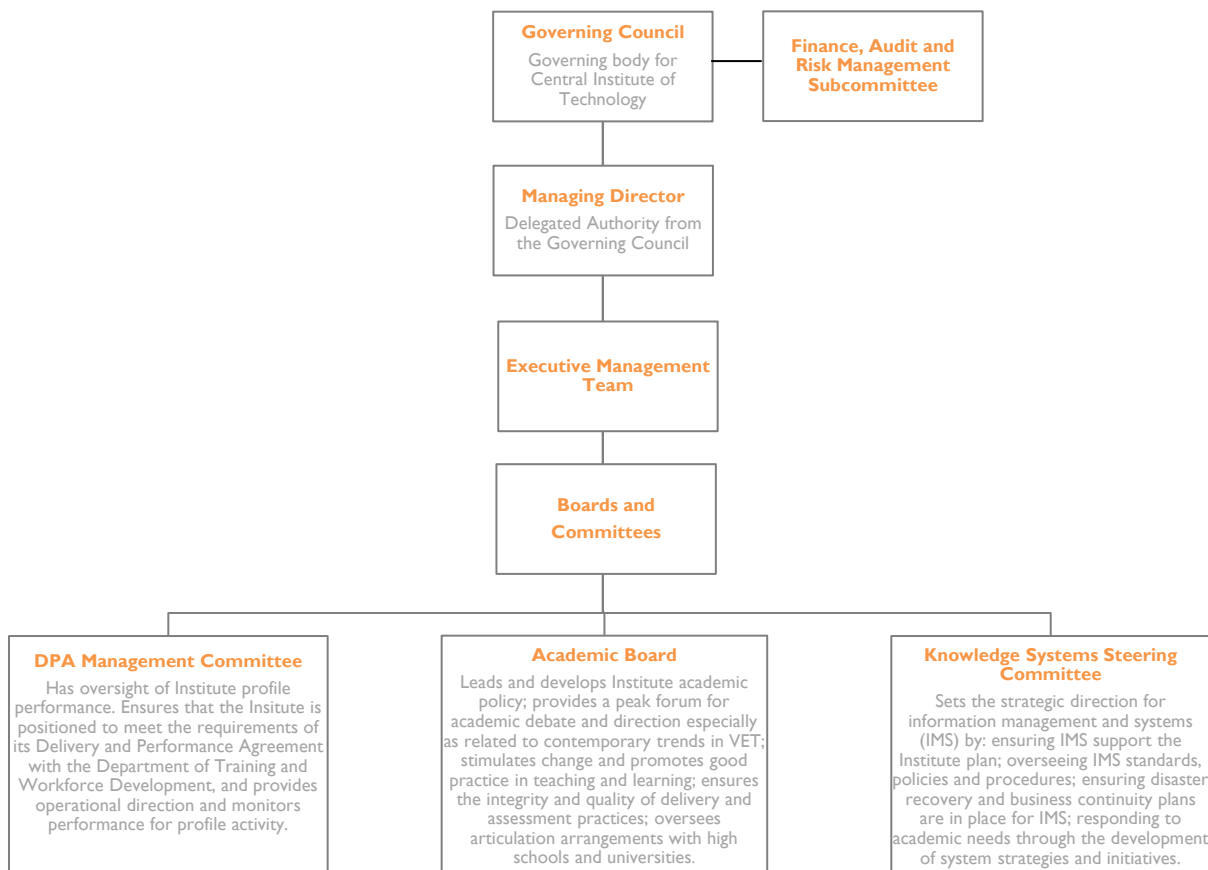 Governing Council
Governing body for
Central Institute of
Technology
Finance, Audit and
Risk Management
Subcommittee
Managing Director
Delegated Authority from
the Governing Council
Executive Management
Team
Boards and
Committees
DPA Management Committee
Has oversight of Institute profile
performance. Ensures that the Insitute is
positioned to meet the requirements of
its Delivery and Performance Agreement
with the Department of Training and
Workforce Development, and provides
operational direction and monitors
performance for profile activity.
Academic Board
Leads and develops Institute academic
policy; provides a peak forum for
academic debate and direction especially
as related to contemporary trends in VET;
stimulates change and promotes good
practice in teaching and learning; ensures
the integrity and quality of delivery and
assessment practices; oversees
articulation arrangements with high
schools and universities.
Knowledge Systems Steering
Committee
Sets the strategic direction for
information management and systems
(IMS) by: ensuring IMS support the
Institute plan; overseeing IMS standards,
policies and procedures; ensuring disaster
recovery and business continuity plans
are in place for IMS; responding to
academic needs through the development
of system strategies and initiatives.